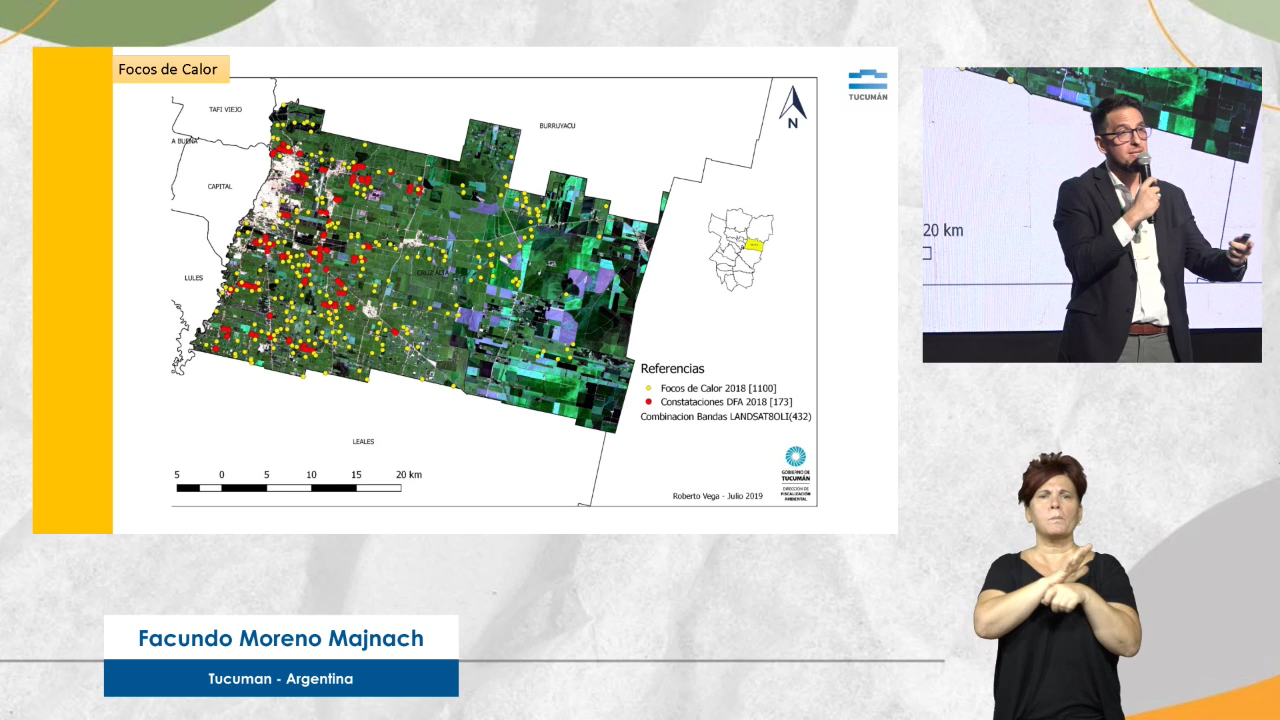 Focos de Calor
TUCUMÁN
N
TAFI VIEJO
BURRUYACU
A BUENA
CAPITAL
LULES
CRUZ ALTA
LEALES
Referencias
Focos de Calor 2018 [1100]
Constataciones DFA 2018 [173]
Combinacion Bandas LANDSAT8OLI(432)
5 0 5 10 15 20 km
GOBIERNO DE
TUCUMÁN
DIRECCIÓN DE
FISCALIZACIÓN
AMBIENTAL
Roberto Vega - Julio 2019
20 km
Facundo Moreno Majnach
Tucuman - Argentina